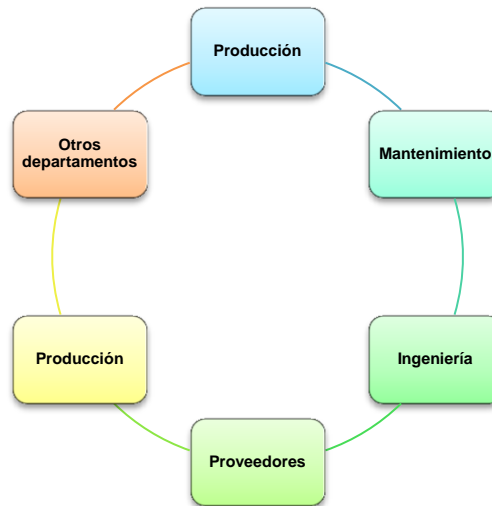 Producción
Mantenimiento
Ingeniería
Proveedores
Producción
Otros
departamentos